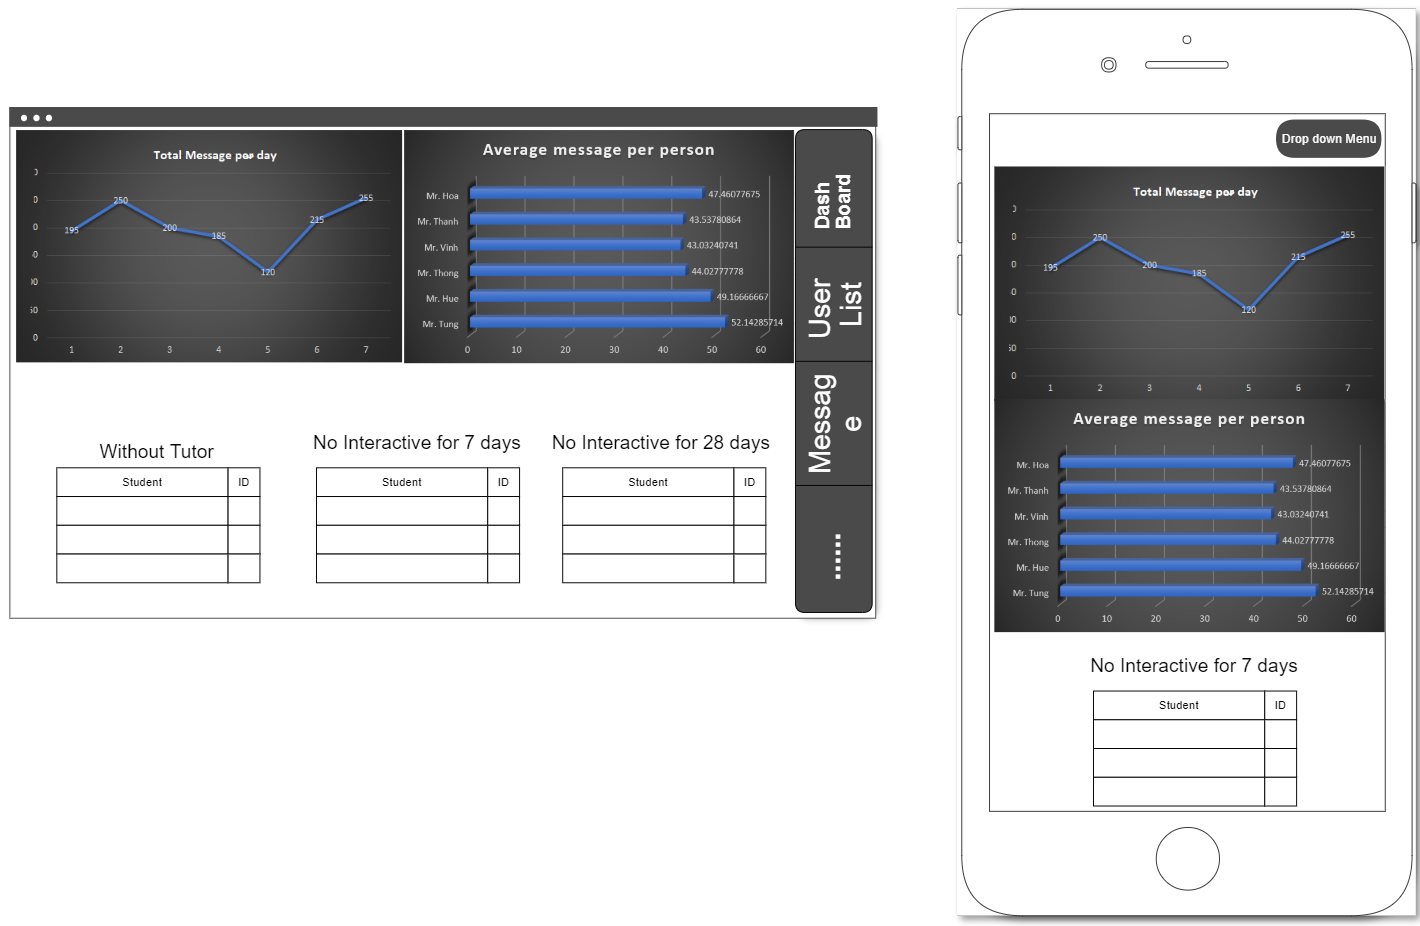 Total Message per day
0
0
0
0
50
0
195
250
200
185
120
215
255
1 2 3 4 5 6 7
Average message per person
Mr. Hoa 47.46077675
Mr. Thanh 43.53780864
Mr. Vinh 43.03240741
Mr. Thong 44.02777778
Mr. Hue 49.16666667
Mr. Tung 52.14285714
0 10 20 30 40 50 60
Dash
Board
User
List
Messag
e
......
Without Tutor
Student ID
No Interactive for 7 days
Student ID
No Interactive for 28 days
Student ID
Drop down Menu
Total Message per day
0
0
0
0
0
195
250
200
185
120
215
255
1 2 3 4 5 6 7
Average message per person
Mr. Hoa 47.46077675
Mr. Thanh 43.53780864
Mr. Vinh 43.03240741
Mr. Thong 44.02777778
Mr. Hue 49.16666667
Mr. Tung 52.14285714
0 10 20 30 40 50 60
No Interactive for 7 days
Student ID